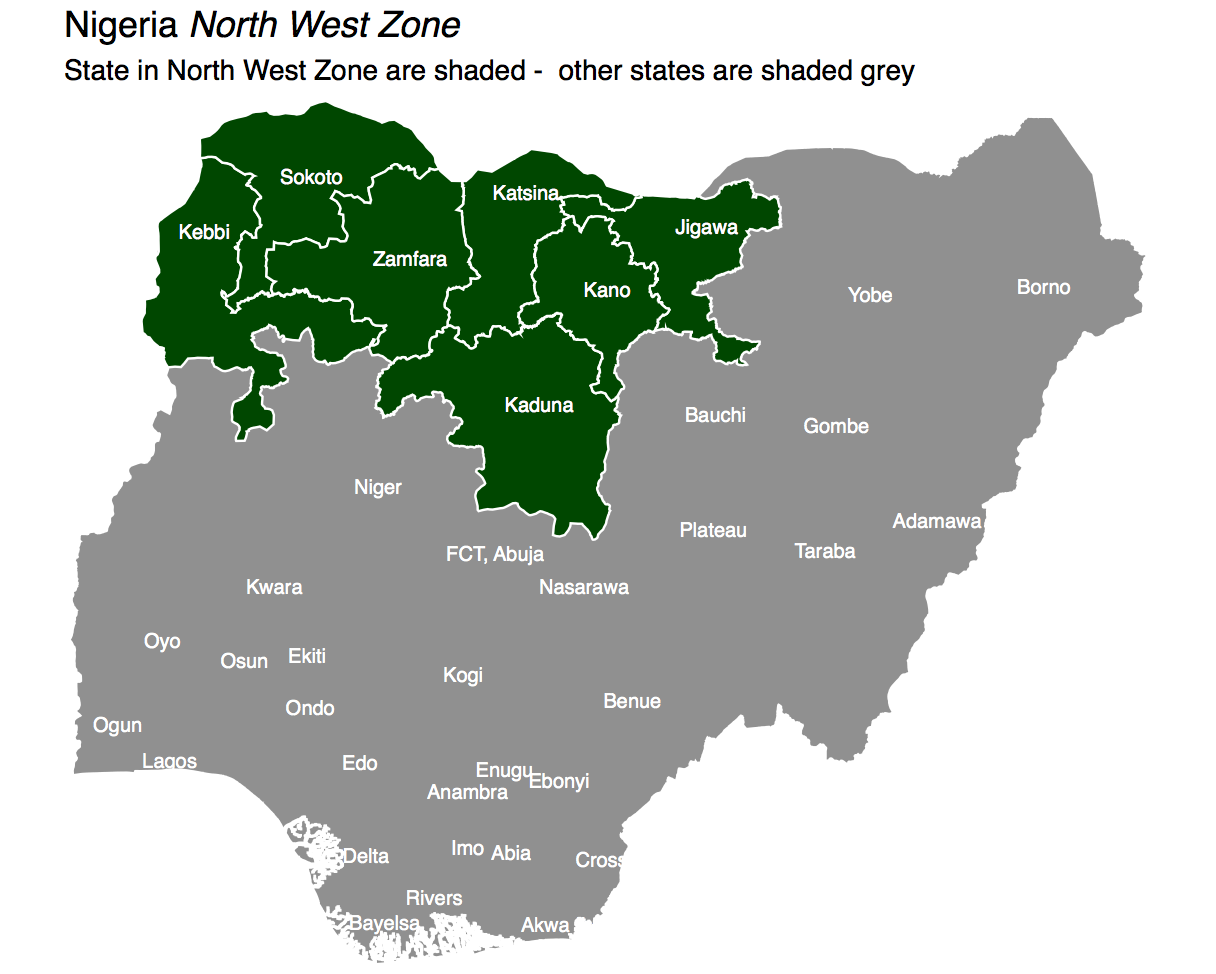 Nigeria North West Zone
State in North West Zone are shaded - other states are shaded grey
Sokoto
Katsina
Kebbi
Jigawa
Zamfara
Kano
Yobe
Borno
Kaduna
Bauchi
Gombe
Niger
Adamawa
Plateau
Taraba
FCT, Abuja
Kwara
Nasarawa
Oyo
Osun
Ekiti
Kogi
Benue
Ondo
Ogun
Lagos
Edo
Enugu
Ebonyi
Anambra
Imo
Abia
Delta
Cross
Rivers
Bayelsa
Akwa